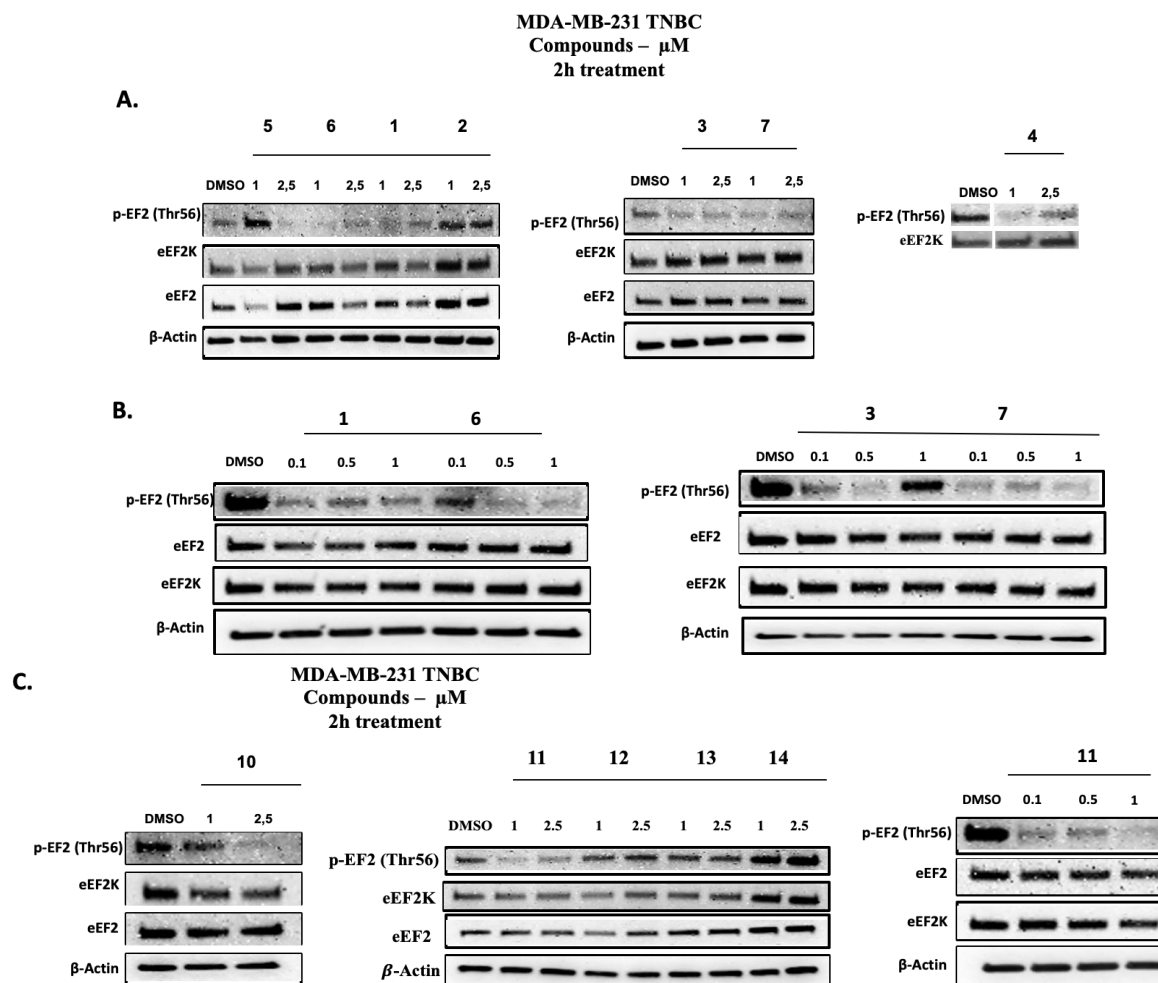 MDA-MB-231 TNBC
Compounds – μM
2h treatment
A.
5 6 1 2
DMSO 1 2,5 1 2,5 1 2,5 1 2,5
p-EF2 (Thr56)
eEF2K
eEF2
β-Actin
3 7
DMSO 1 2,5 1 2,5
p-EF2 (Thr56)
eEF2K
eEF2
β-Actin
4
DMSO 1 2,5
p-EF2 (Thr56)
eEF2K
B.
1 6
DMSO 0.1 0.5 1 0.1 0.5 1
p-EF2 (Thr56)
eEF2
eEF2K
β-Actin
3 7
DMSO 0.1 0.5 1 0.1 0.5 1
p-EF2 (Thr56)
eEF2
eEF2K
β-Actin
C.
MDA-MB-231 TNBC
Compounds – μM
2h treatment
10
DMSO 1 2,5
p-EF2 (Thr56)
eEF2K
eEF2
β-Actin
11 12 13 14
DMSO 1 2.5 1 2.5 1 2.5 1 2.5
p-EF2 (Thr56)
eEF2K
eEF2
β-Actin
11
DMSO 0.1 0.5 1
p-EF2 (Thr56)
eEF2
eEF2K
β-Actin